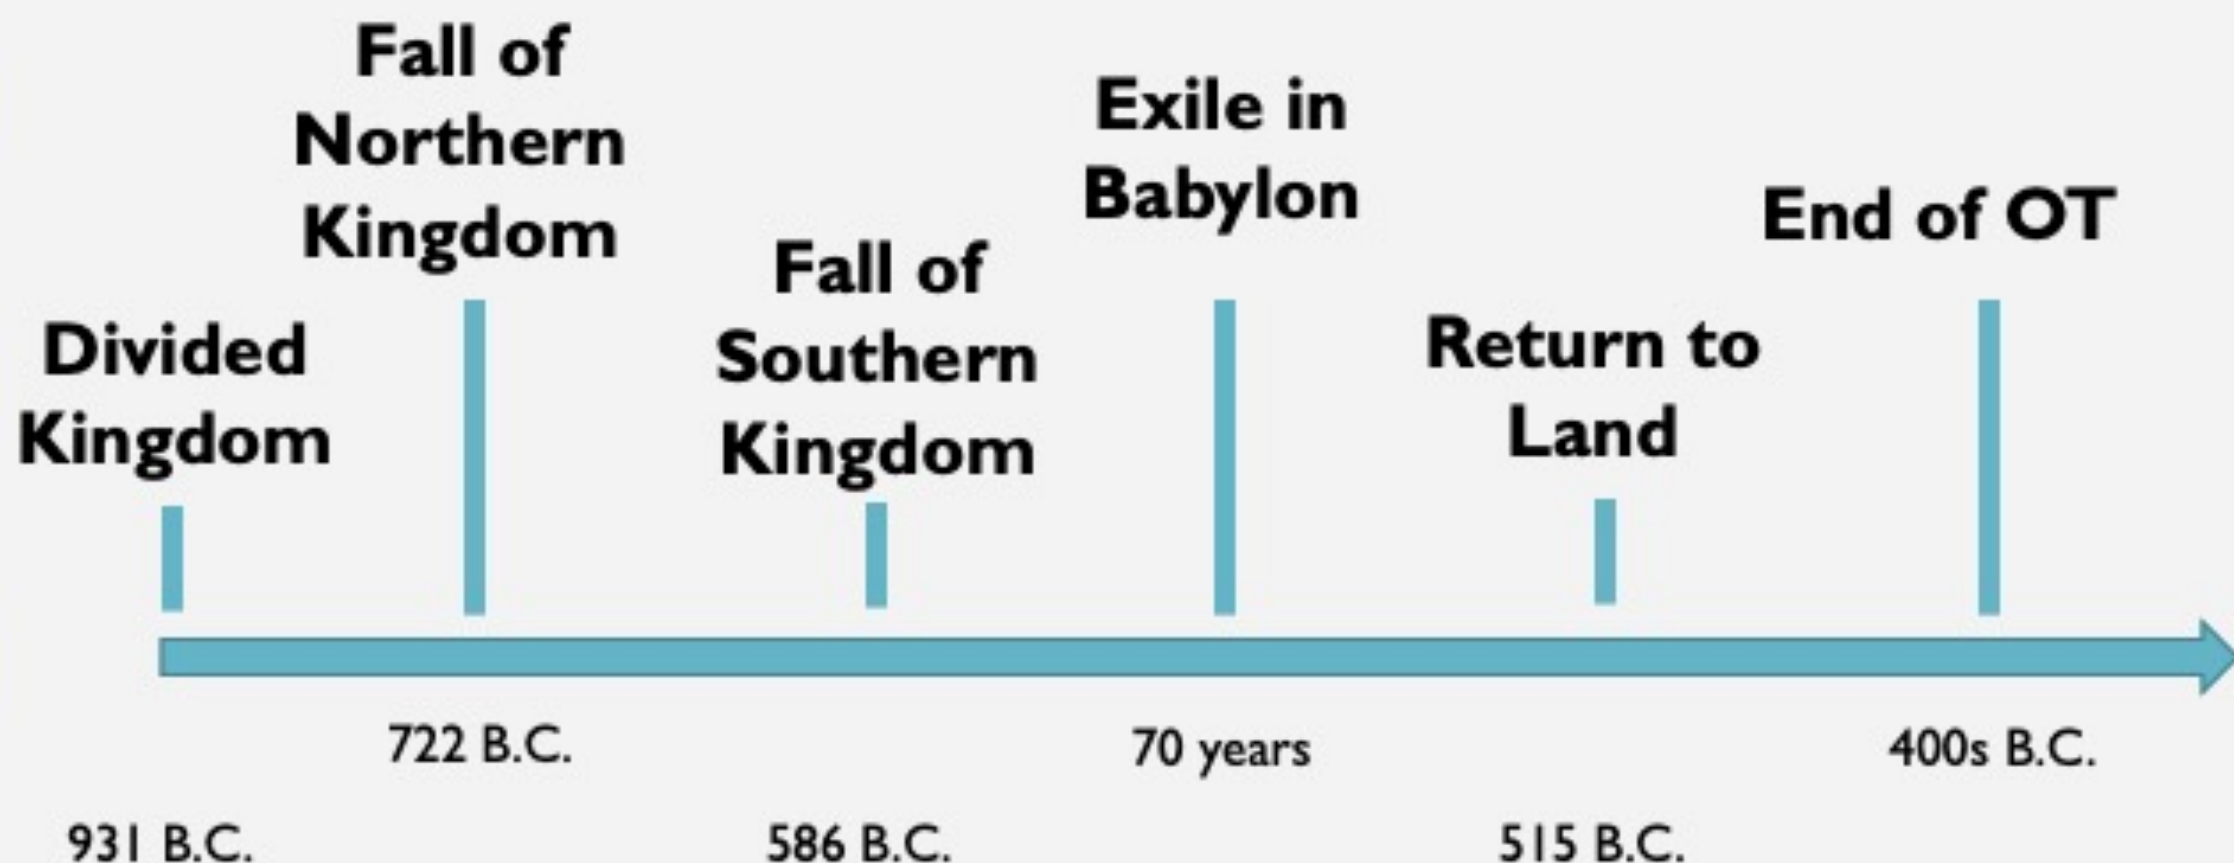 Divided
Kingdom
Fall of
Northern
Kingdom
Fall of
Southern
Kingdom
Exile in
Babylon
Return to
Land
End of OT
931 B.C.
722 B.C.
586 B.C.
70 years
515 B.C.
400s B.C.